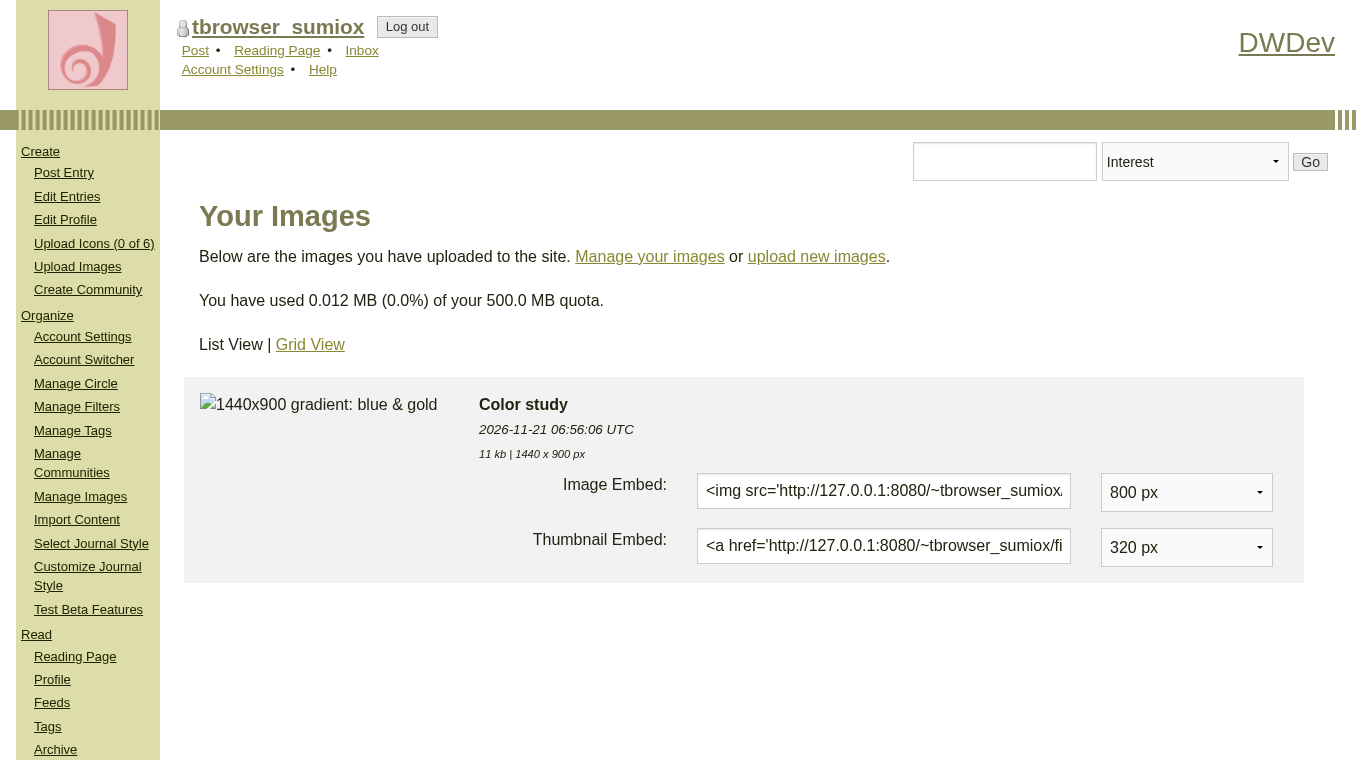 tbrowser_sumiox Log out
Post • Reading Page • Inbox
Account Settings • Help
DWDev
Create
Post Entry
Edit Entries
Edit Profile
Upload Icons (0 of 6)
Upload Images
Create Community
Organize
Account Settings
Account Switcher
Manage Circle
Manage Filters
Manage Tags
Manage
Communities
Manage Images
Import Content
Select Journal Style
Customize Journal
Style
Test Beta Features
Read
Reading Page
Profile
Feeds
Tags
Archive
Interest Go
Your Images
Below are the images you have uploaded to the site. Manage your images or upload new images.
You have used 0.012 MB (0.0%) of your 500.0 MB quota.
List View | Grid View
1440x900 gradient: blue & gold
Color study
2026-11-21 06:56:06 UTC
11 kb | 1440 x 900 px
Image Embed: <img src='http://127.0.0.1:8080/~tbrowser_sumiox/ 800 px
Thumbnail Embed: <a href='http://127.0.0.1:8080/~tbrowser_sumiox/fi 320 px